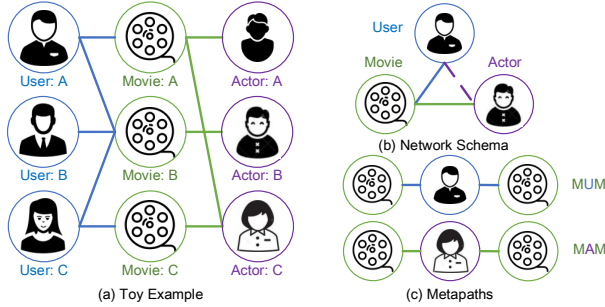 User: A
Movie: A
Actor: A
User: B
Movie: B
Actor: B
User: C
Movie: C
Actor: C
(a) Toy Example
User
Movie
Actor
(b) Network Schema
MUM
MAM
(c) Metapaths